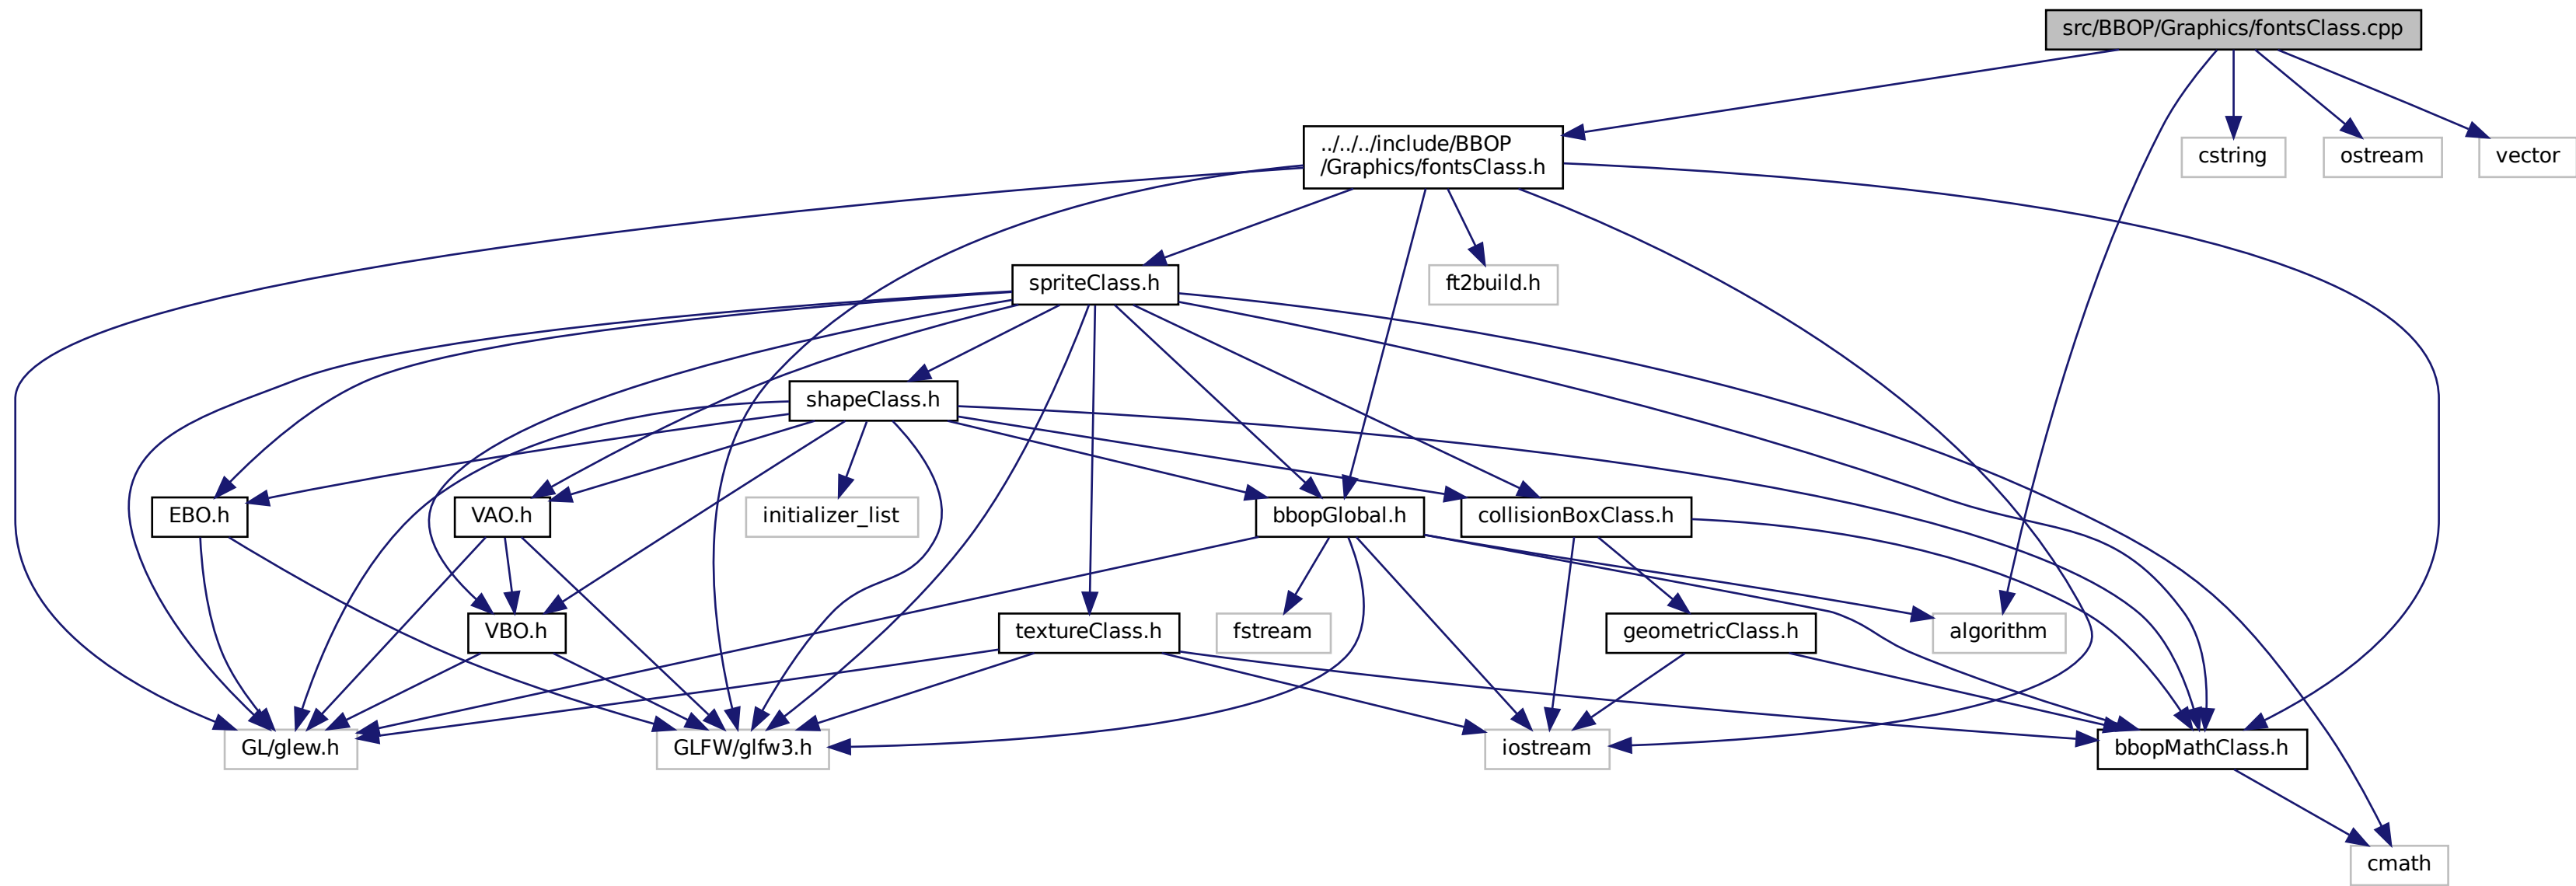 src/BBOP/Graphics/fontsClass.cpp
../../../include/BBOP
/Graphics/fontsClass.h
cstring
ostream
vector
spriteClass.h
ft2build.h
shapeClass.h
EBO.h
VAO.h
initializer_list
bbopGlobal.h
collisionBoxClass.h
VBO.h
textureClass.h
fstream
geometricClass.h
algorithm
GL/glew.h
GLFW/glfw3.h
iostream
bbopMathClass.h
cmath